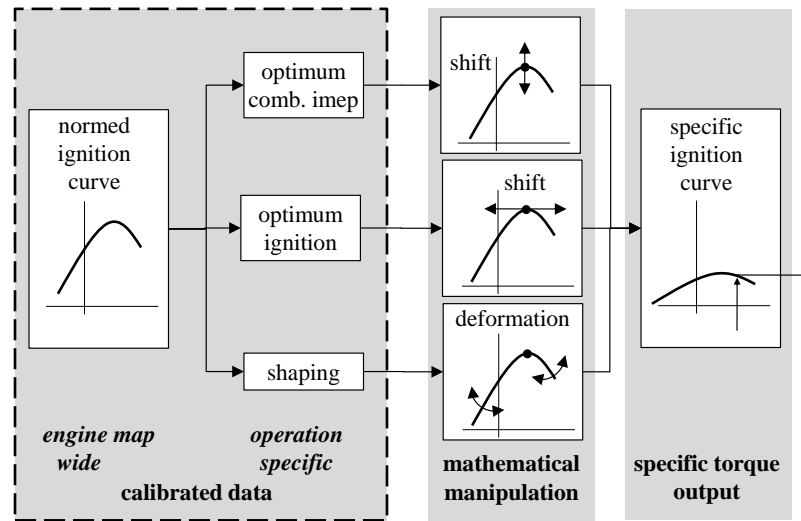 normed
ignition
curve
optimum
comb. imep
optimum
ignition
shaping
engine map
wide
operation
specific
calibrated data
shift
shift
deformation
mathematical
manipulation
specific
ignition
curve
specific torque
output